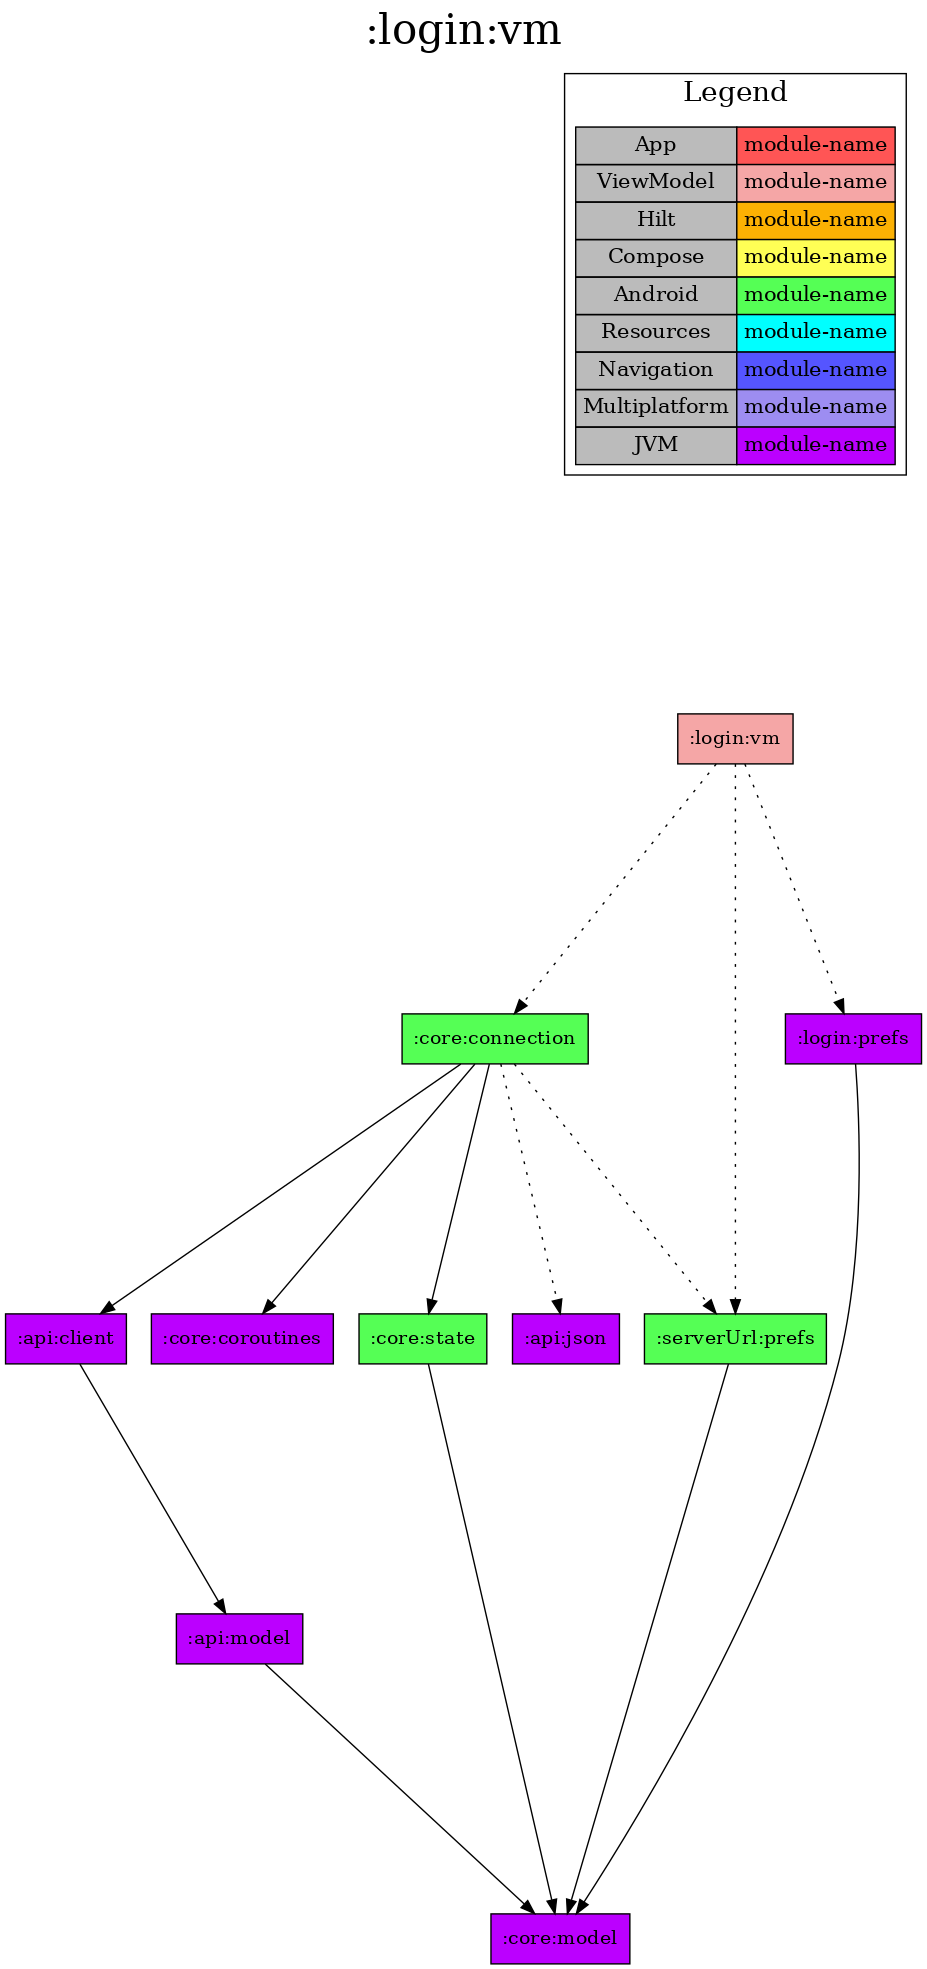 :login:vm
Legend
App module-name
ViewModel module-name
Hilt module-name
Compose module-name
Android module-name
Resources module-name
Navigation module-name
Multiplatform module-name
JVM module-name
:login:vm
:core:connection
:login:prefs
:api:client
:core:coroutines
:core:state
:api:json
:serverUrl:prefs
:api:model
:core:model